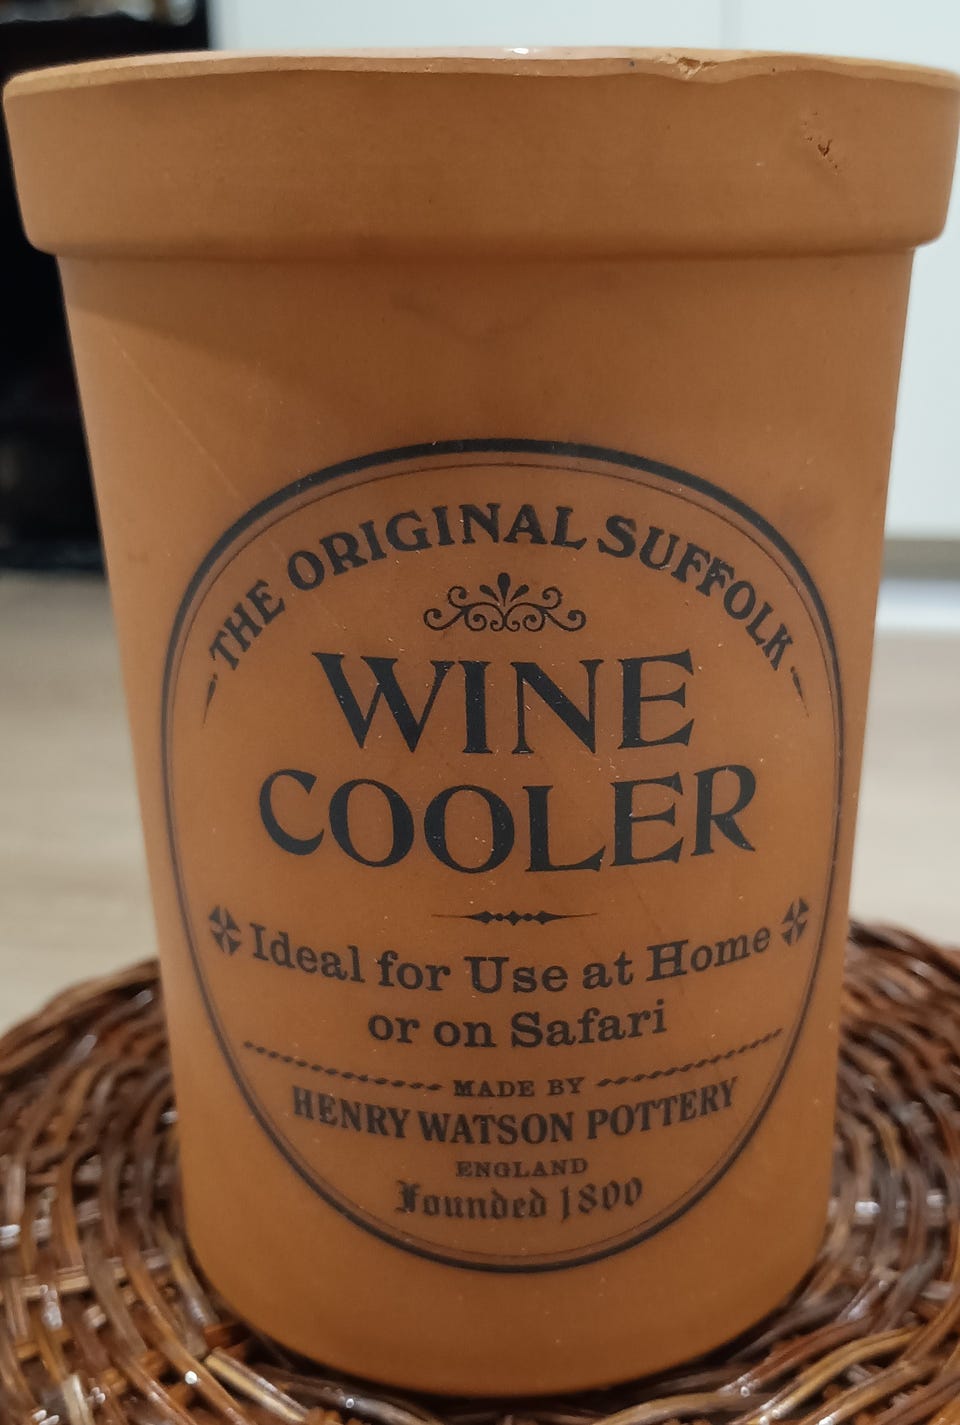 THE ORIGINAL SUFFOLK
WINE
COOLER
Ideal for Use at Home
or on Safari
MADE BY
HENRY WATSON POTTERY
ENGLAND
Founded 1800